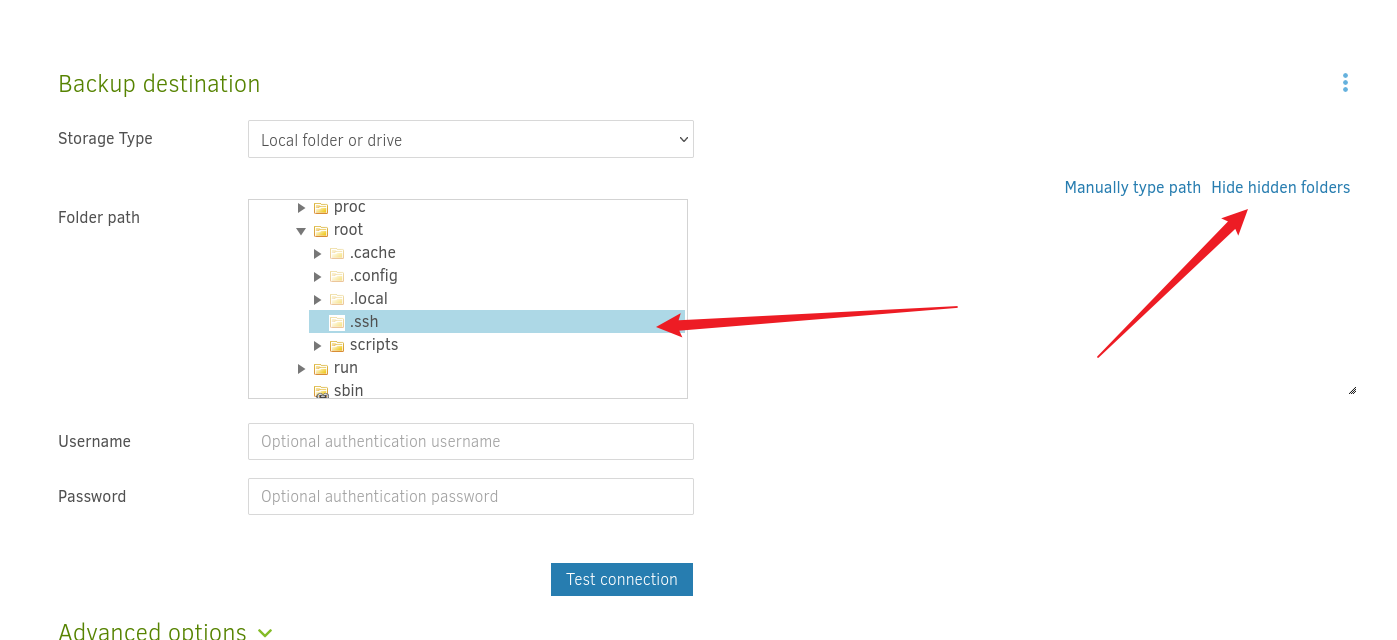 Backup destination
Storage Type
Local folder or drive
Manually type path Hide hidden folders
Folder path
proc
root
.cache
.config
.local
.ssh
scripts
run
sbin
Username
Optional authentication username
Password
Optional authentication password
Test connection
Advanced options